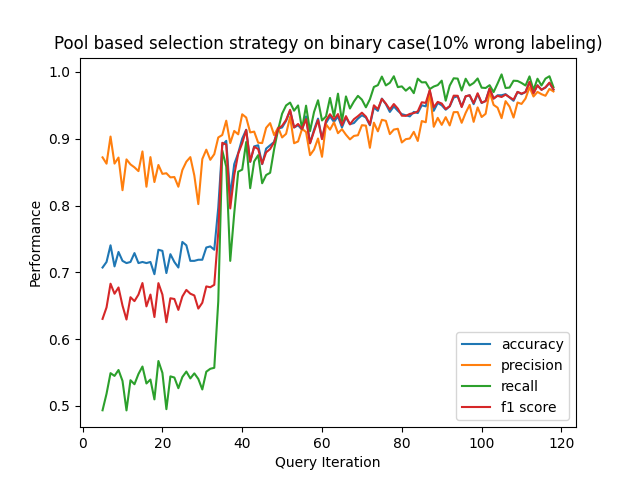 Pool based selection strategy on binary case(10% wrong labeling)
1.0
0.9
0.8
0.7
0.6
0.5
Performance
0
20
40
60
80
100
120
Query Iteration
accuracy
precision
recall
f1 score